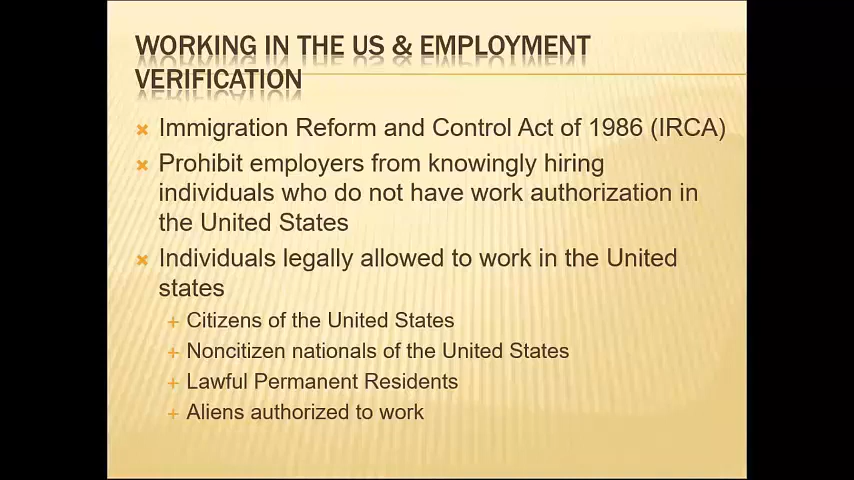 WORKING IN THE US & EMPLOYMENT
VERIFICATION
Immigration Reform and Control Act of 1986 (IRCA)
Prohibit employers from knowingly hiring
individuals who do not have work authorization in
the United States
Individuals legally allowed to work in the United
states
Citizens of the United States
Noncitizen nationals of the United States
Lawful Permanent Residents
Aliens authorized to work